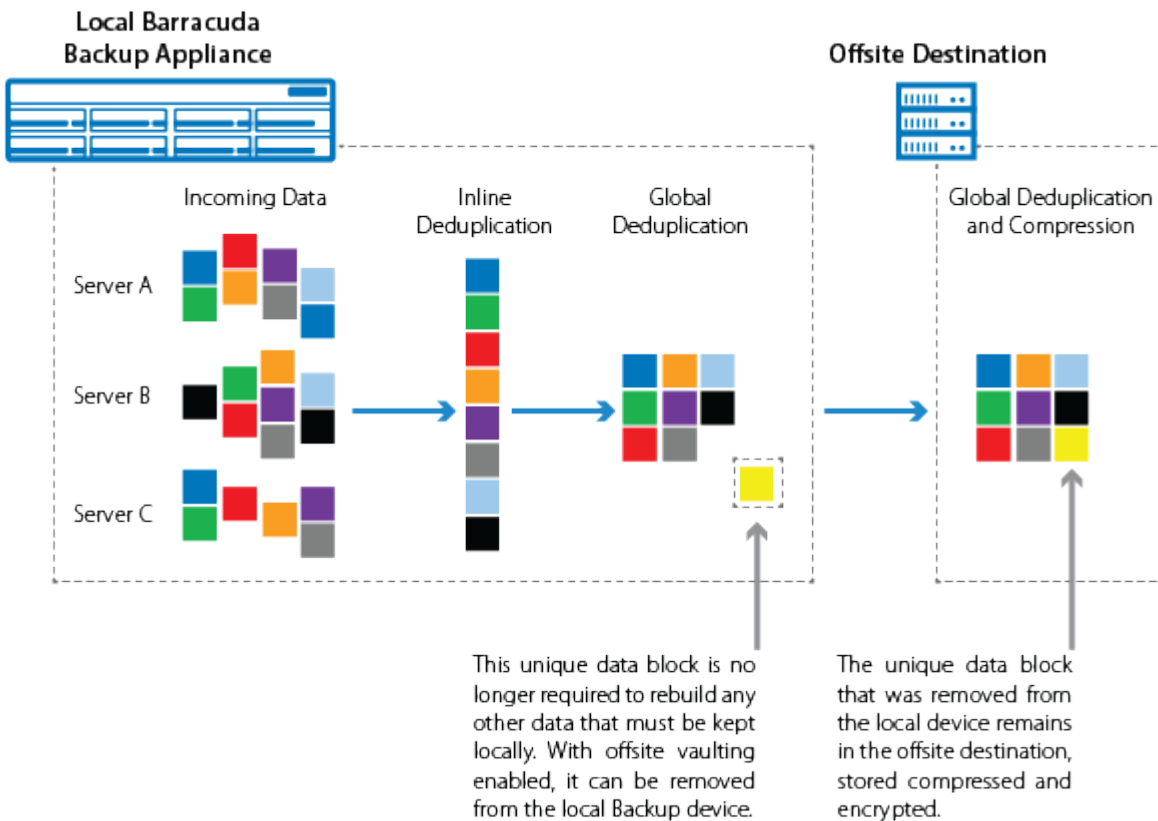 Local Barracuda
Backup Appliance
Offsite Destination
Incoming Data
Inline
Deduplication
Global
Deduplication
Global Deduplication
and Compression
Server A
Server B
Server C
This unique data block is no
longer required to rebuild any
other data that must be kept
locally. With offsite vaulting
enabled, it can be removed
from the local Backup device.
The unique data block
that was removed from
the local device remains
in the offsite destination,
stored compressed and
encrypted.